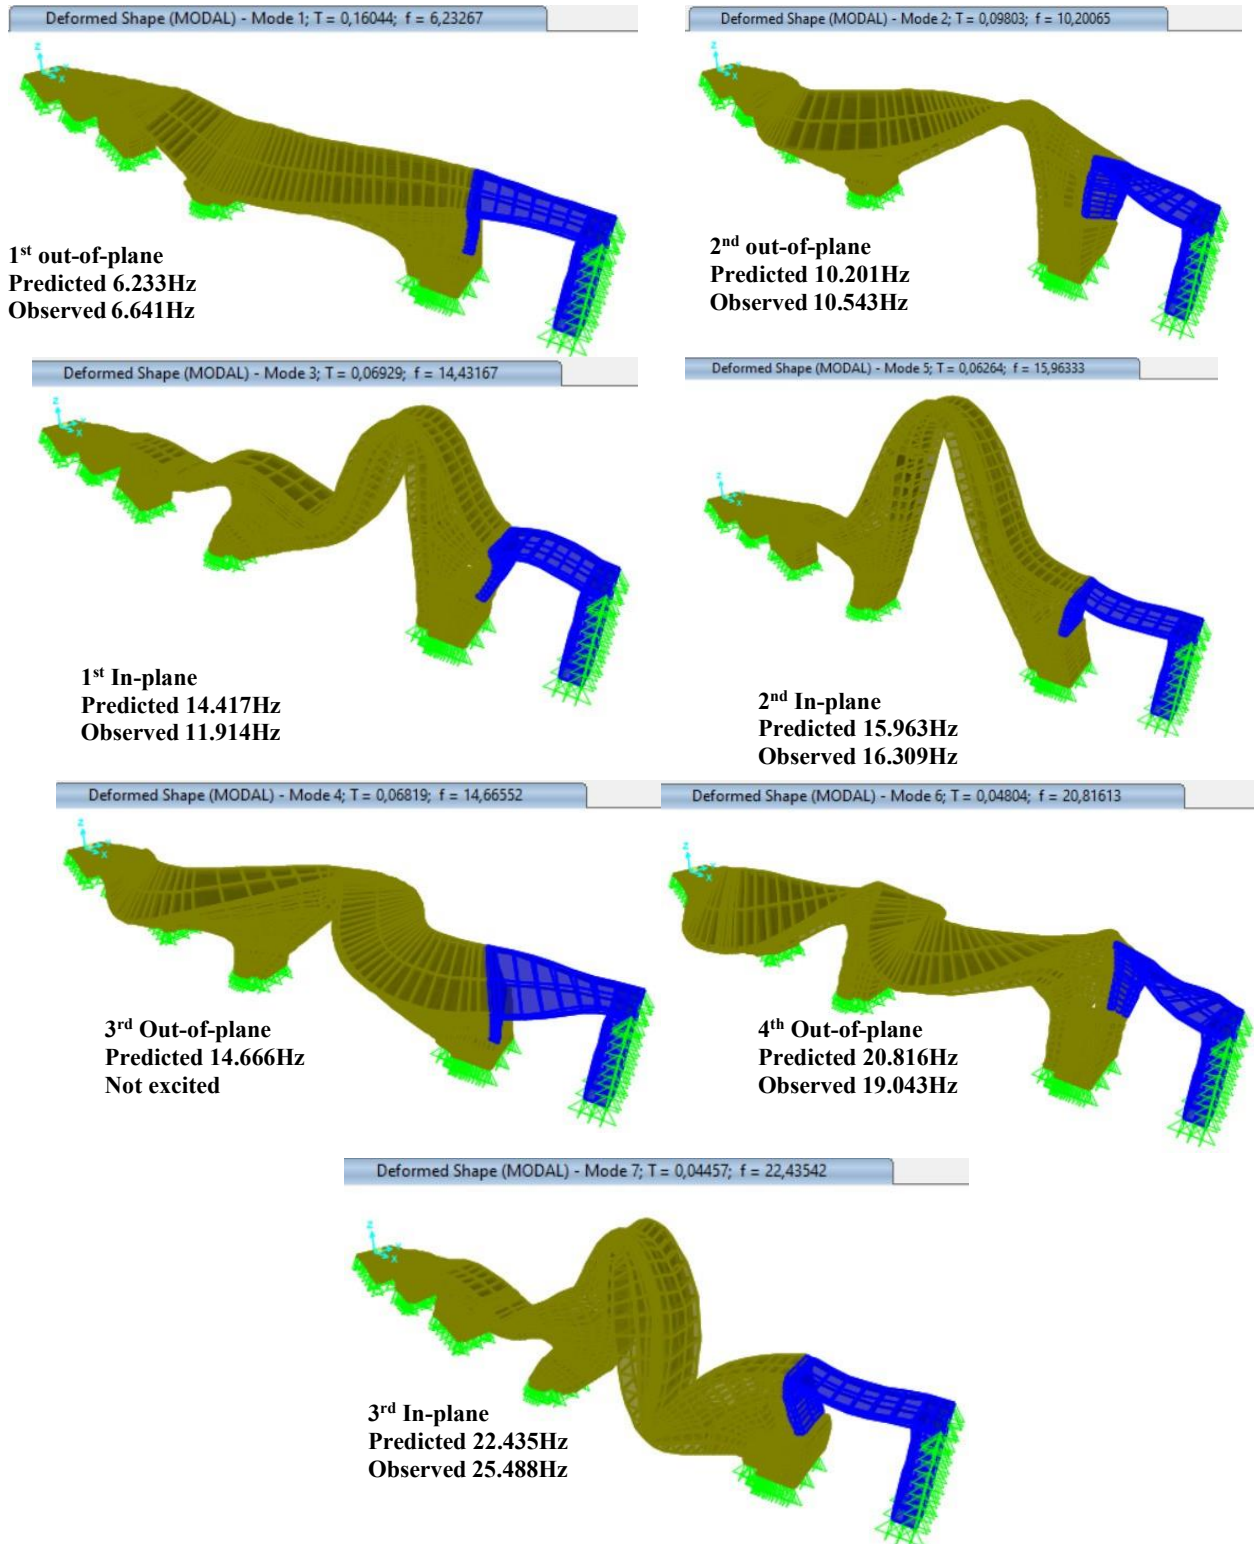 Deformed Shape (MODAL) - Mode 1; T = 0,16044; f = 6,23267
Deformed Shape (MODAL) - Mode 2; T = 0,09803; f = 10,20065
Z
X
1st out-of-plane
Predicted 6.233Hz
Observed 6.641Hz
Z
X
2nd out-of-plane
Predicted 10.201Hz
Observed 10.543Hz
Deformed Shape (MODAL) - Mode 3; T = 0,06929; f = 14,43167
Deformed Shape (MODAL) - Mode 5; T = 0,06264; f = 15,96333
Z
X
1st In-plane
Predicted 14.417Hz
Observed 11.914Hz
Z
X
2nd In-plane
Predicted 15.963Hz
Observed 16.309Hz
Deformed Shape (MODAL) - Mode 4; T = 0,06819; f = 14,66552
Deformed Shape (MODAL) - Mode 6; T = 0,04804; f = 20,81613
Z
X
3rd Out-of-plane
Predicted 14.666Hz
Not excited
Z
X
4th Out-of-plane
Predicted 20.816Hz
Observed 19.043Hz
Deformed Shape (MODAL) - Mode 7; T = 0,04457; f = 22,43542
Z
X
3rd In-plane
Predicted 22.435Hz
Observed 25.488Hz